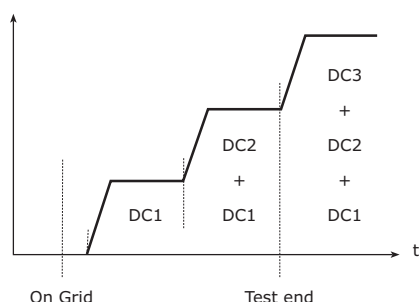 DC3
+
DC2
+
DC1
DC2
+
DC1
DC1
t
On Grid
Test end